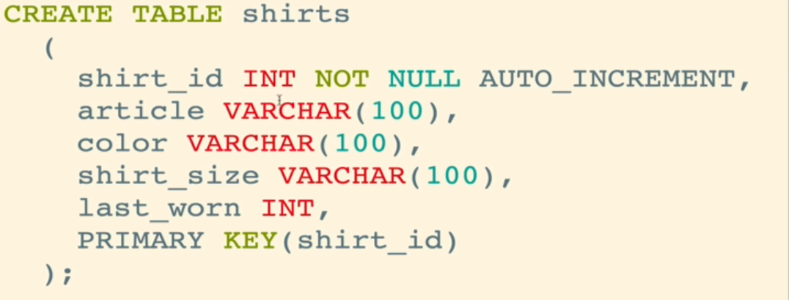 CREATE TABLE shirts
(
shirt_id INT NOT NULL AUTO_INCREMENT,
article VARCHAR(100),
color VARCHAR(100),
shirt_size VARCHAR(100),
last_worn INT,
PRIMARY KEY(shirt_id)
);